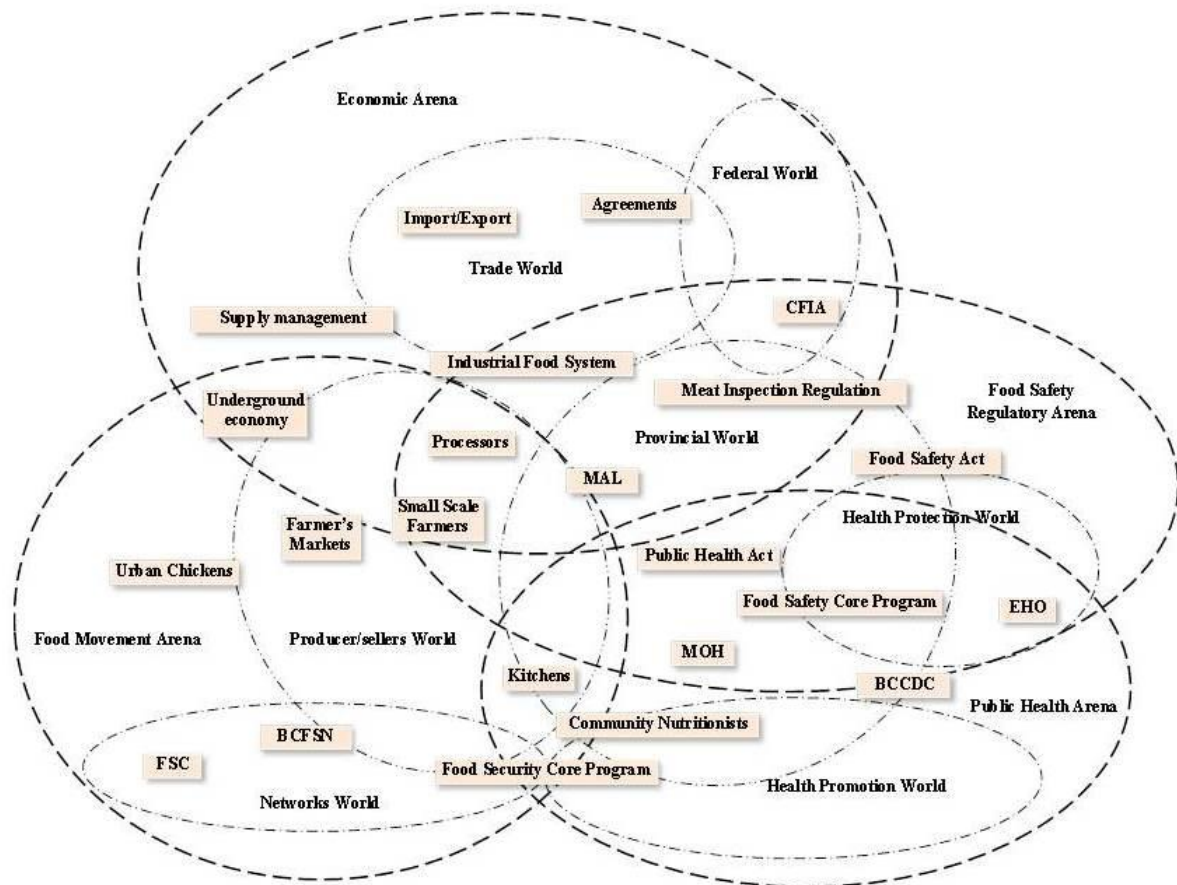 Economic Arena
Federal World
Agreements
Import/Export
Trade World
CFIA
Supply management
Industrial Food System
Meat Inspection Regulation
Food Safety
Regulatory Arena
Underground
economy
Processors
Provincial World
Food Safety Act
MAL
Small Scale
Farmers
Farmer's
Markets
Health Protection World
Public Health Act
Urban Chickens
Food Safety Core Program
EHO
Food Movement Arena
Producer/sellers World
MOH
Kitchens
BCCDC
Public Health Arena
Community Nutritionists
BCFSN
FSC
Food Security Core Program
Health Promotion World
Networks World